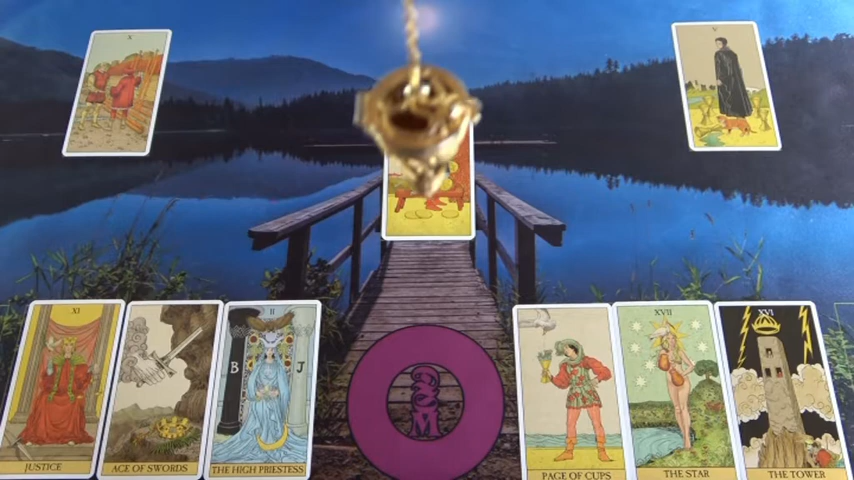 X
V
XI
JUSTICE
ACE OF SWORDS
II
B J
THE HIGH PRIESTESS
PAGE OF CUPS
XVII
THE STAR
XVI
THE TOWER